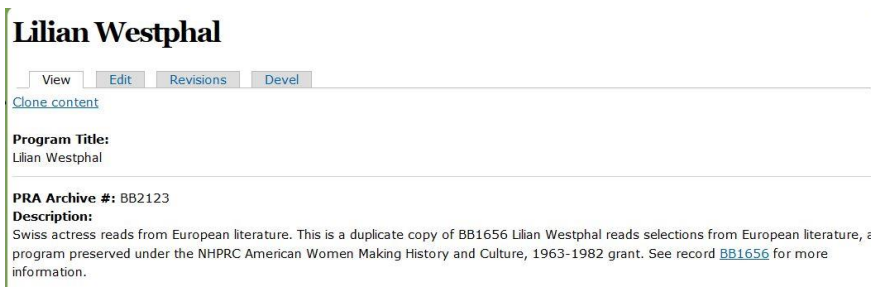 Lilian Westphal
View Edit Revisions Devel
Clone content
Program Title:
Lilian Westphal
PRA Archive #: BB2123
Description:
Swiss actress reads from European literature. This is a duplicate copy of BB1656 Lilian Westphal reads selections from European literature, a
program preserved under the NHPRC American Women Making History and Culture, 1963-1982 grant. See record BB1656 for more
information.